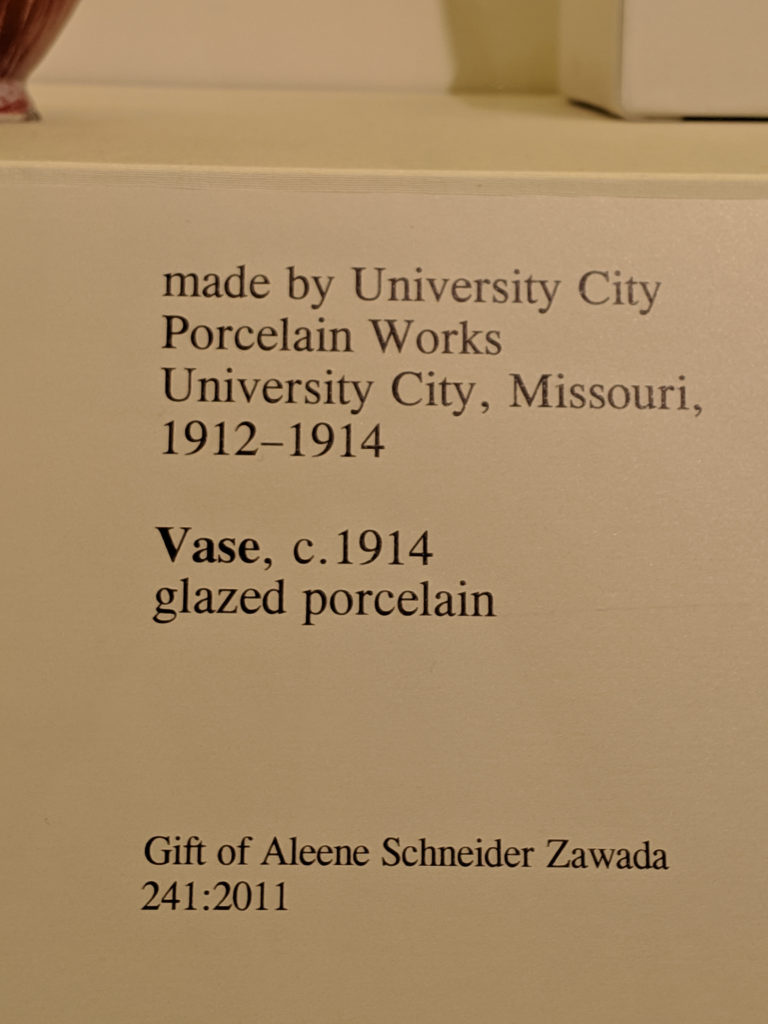 made by University City
Porcelain Works
University City, Missouri,
1912–1914
Vase, c.1914
glazed porcelain
Gift of Aleene Schneider Zawada
241:2011